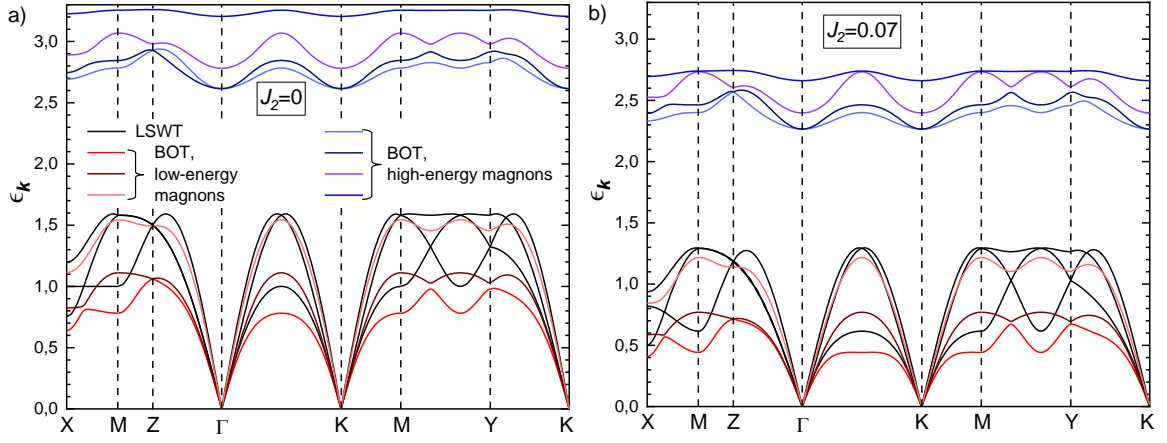 a)
J₂=0
3,0
2,5
2,0
1,5
1,0
0,5
0,0
ϵₖ
LSWT
BOT,
low-energy
magnons
BOT,
high-energy magnons
X M Z Γ K M Y K
b)
J₂=0.07
3,0
2,5
2,0
1,5
1,0
0,5
0,0
ϵₖ
X M Z Γ K M Y K